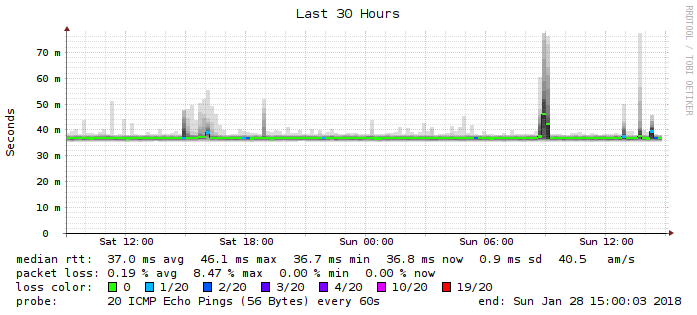 Last 30 Hours
RRDTOOL / TOBI OETIKER
Seconds
70 m
60 m
50 m
40 m
30 m
20 m
10 m
0
Sat 12:00 Sat 18:00 Sun 00:00 Sun 06:00 Sun 12:00
median rtt: 37.0 ms avg 46.1 ms max 36.7 ms min 36.8 ms now 0.9 ms sd 40.5 am/s
packet loss: 0.19 % avg 8.47 % max 0.00 % min 0.00 % now
loss color: 0 1/20 2/20 3/20 4/20 10/20 19/20
probe: 20 ICMP Echo Pings (56 Bytes) every 60s end: Sun Jan 28 15:00:03 2018